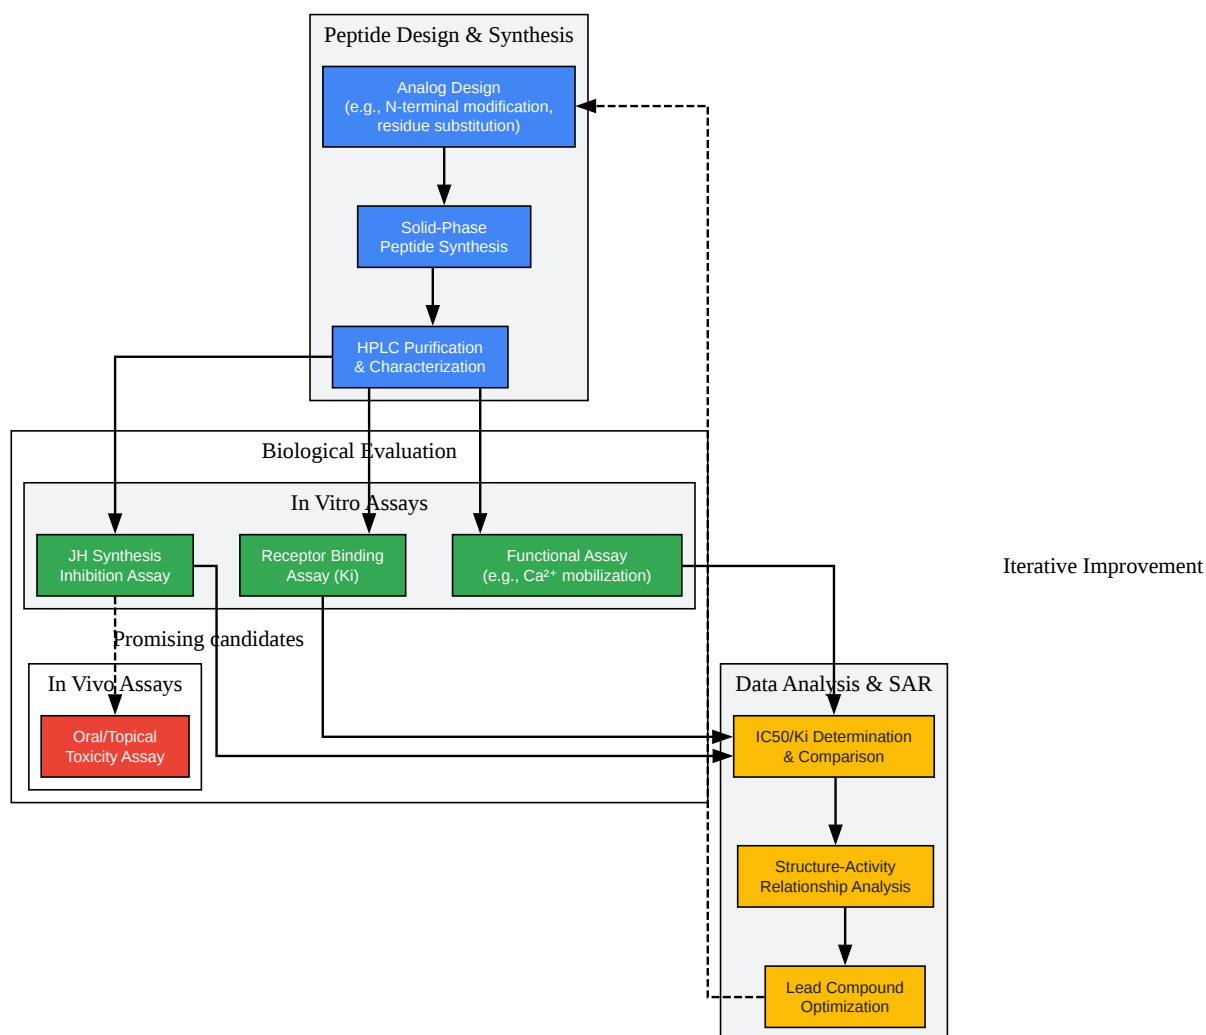 Peptide Design & Synthesis
Analog Design
(e.g., N-terminal modification,
residue substitution)
Solid-Phase
Peptide Synthesis
HPLC Purification
& Characterization
Biological Evaluation
In Vitro Assays
JH Synthesis
Inhibition Assay
Receptor Binding
Assay (Ki)
Functional Assay
(e.g., Ca²⁺ mobilization)
Iterative Improvement
Promising candidates
In Vivo Assays
Oral/Topical
Toxicity Assay
Data Analysis & SAR
IC50/Ki Determination
& Comparison
Structure-Activity
Relationship Analysis
Lead Compound
Optimization